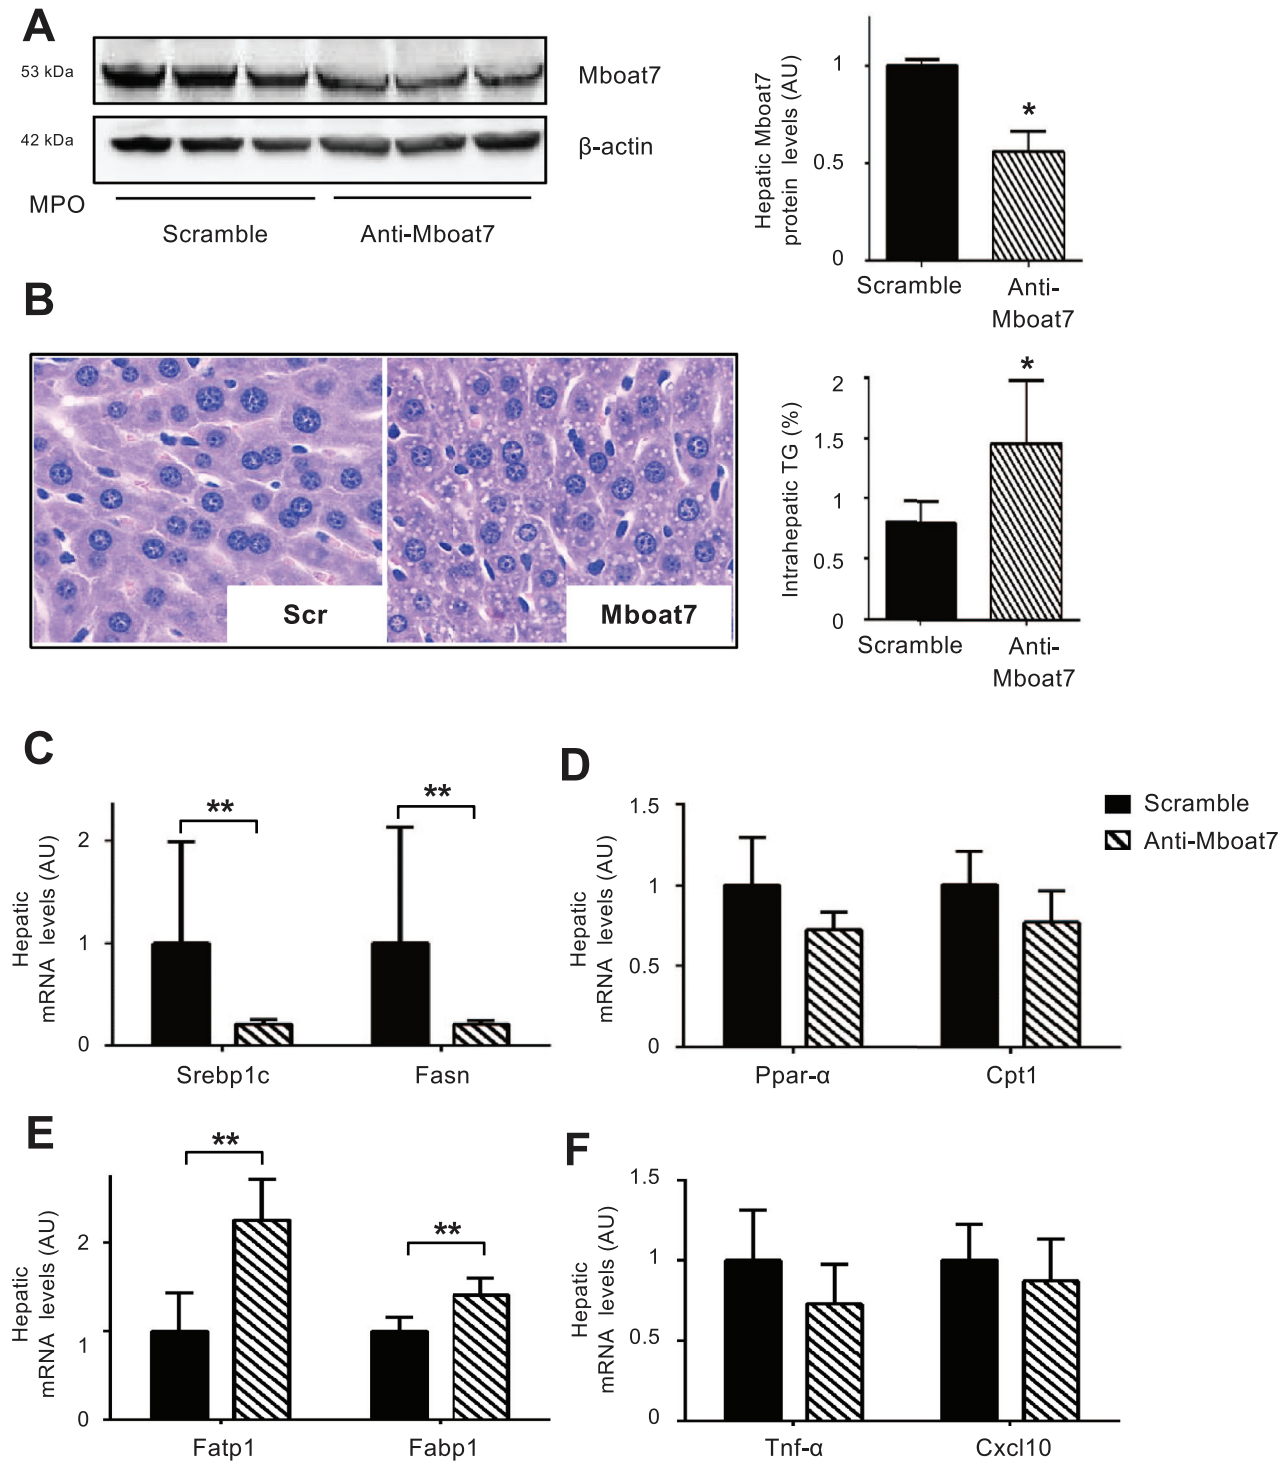 A
53 kDa
Mboat7
42 kDa
β-actin
MPO
Scramble
Anti-Mboat7
Hepatic Mboat7
protein levels (AU)
1
0.5
0
*
Scramble
Anti-
Mboat7
B
Scr
Mboat7
Intrahepatic TG (%)
2
1.5
1
0.5
0
*
Scramble
Anti-
Mboat7
C
Hepatic
mRNA levels (AU)
2
1
0
**
**
Srebp1c
Fasn
D
Hepatic
mRNA levels (AU)
1.5
1
0.5
0
Ppar-α
Cpt1
Scramble
Anti-Mboat7
E
Hepatic
mRNA levels (AU)
2
1
0
**
**
Fatp1
Fabp1
F
Hepatic
mRNA levels (AU)
1.5
1
0.5
0
Tnf-α
Cxcl10